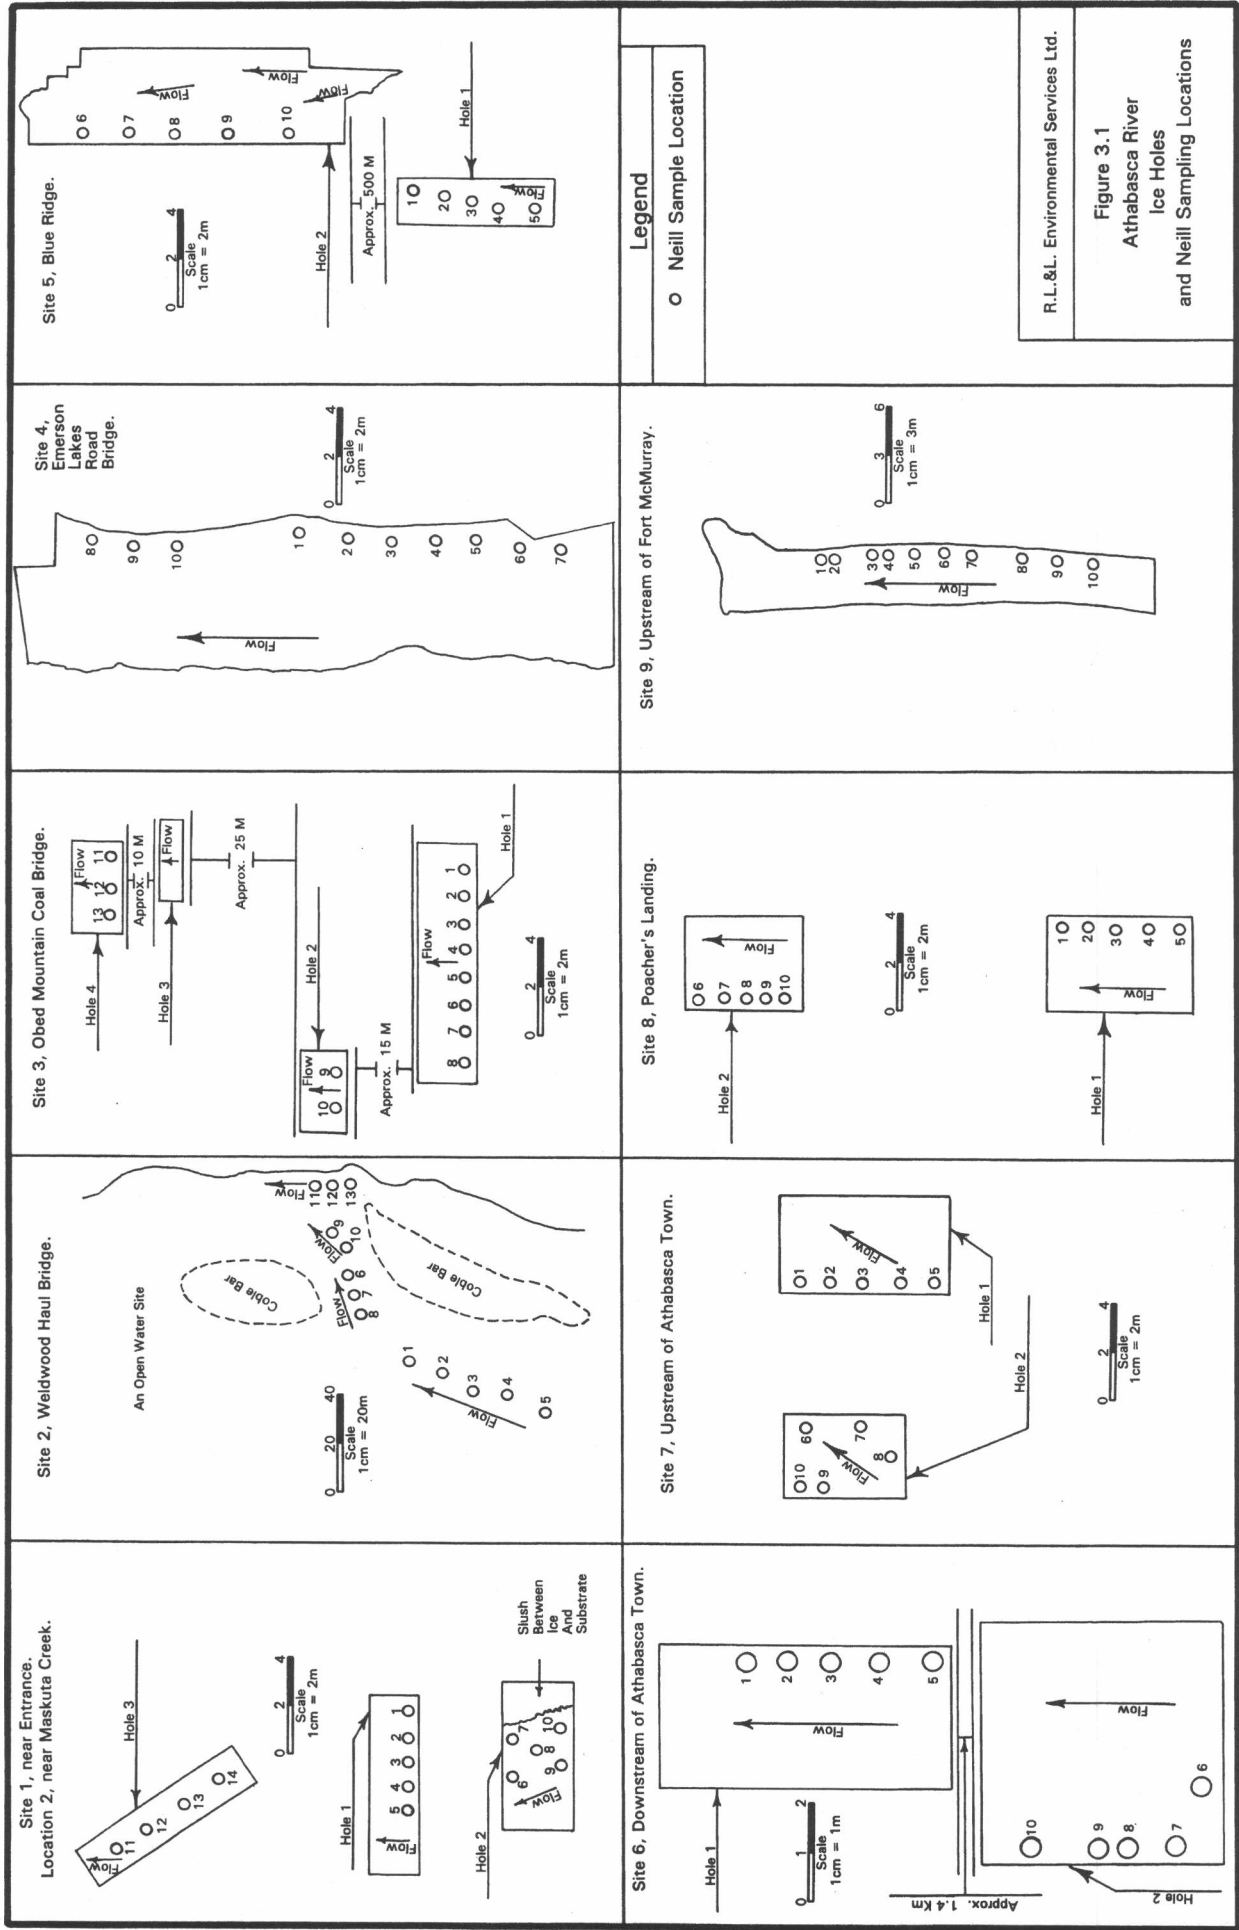 Site 1, near Entrance.
Location 2, near Maskuta Creek.
Hole 3
Flow
11
12
13
14
0 2 4
Scale
1cm = 2m
Hole 1
Flow
5 4 3 2 1
Hole 2
Slush
Between
Ice
And
Substrate
Flow
6
7
8
9
10
Site 2, Weldwood Haul Bridge.
An Open Water Site
Coble Bar
Coble Bar
Flow
11
12
13
Flow
9
10
Flow
6
7
8
Flow
1
2
3
4
5
0 20 40
Scale
1cm = 20m
Site 3, Obed Mountain Coal Bridge.
Hole 4
Flow
13 12 11
Approx. 10 M
Hole 3
Flow
Approx. 25 M
Hole 2
Flow
10 9
Approx. 15 M
Hole 1
Flow
8 7 6 5 4 3 2 1
0 2 4
Scale
1cm = 2m
Site 4,
Emerson
Lakes
Road
Bridge.
8
9
10
1
2
3
4
5
6
7
Flow
0 2 4
Scale
1cm = 2m
Site 5, Blue Ridge.
6
7
8
9
10
Flow
Flow
Flow
0 2 4
Scale
1cm = 2m
Hole 2
Approx. 500 M
Hole 1
1
2
3
4
5
Flow
Site 6, Downstream of Athabasca Town.
Hole 1
1
2
3
4
5
Flow
0 1 2
Scale
1cm = 1m
Approx. 1.4 Km
Hole 2
10
9
8
7
6
Flow
Site 7, Upstream of Athabasca Town.
10
9
6
7
8
Flow
1
2
3
4
5
Flow
Hole 1
Hole 2
0 2 4
Scale
1cm = 2m
Site 8, Poacher's Landing.
Hole 2
6
7
8
9
10
Flow
0 2 4
Scale
1cm = 2m
Hole 1
1
2
3
4
5
Flow
Site 9, Upstream of Fort McMurray.
1
2
3
4
5
6
7
8
9
10
Flow
0 3 6
Scale
1cm = 3m
Legend
O Neill Sample Location
R.L.&L. Environmental Services Ltd.
Figure 3.1
Athabasca River
Ice Holes
and Neill Sampling Locations